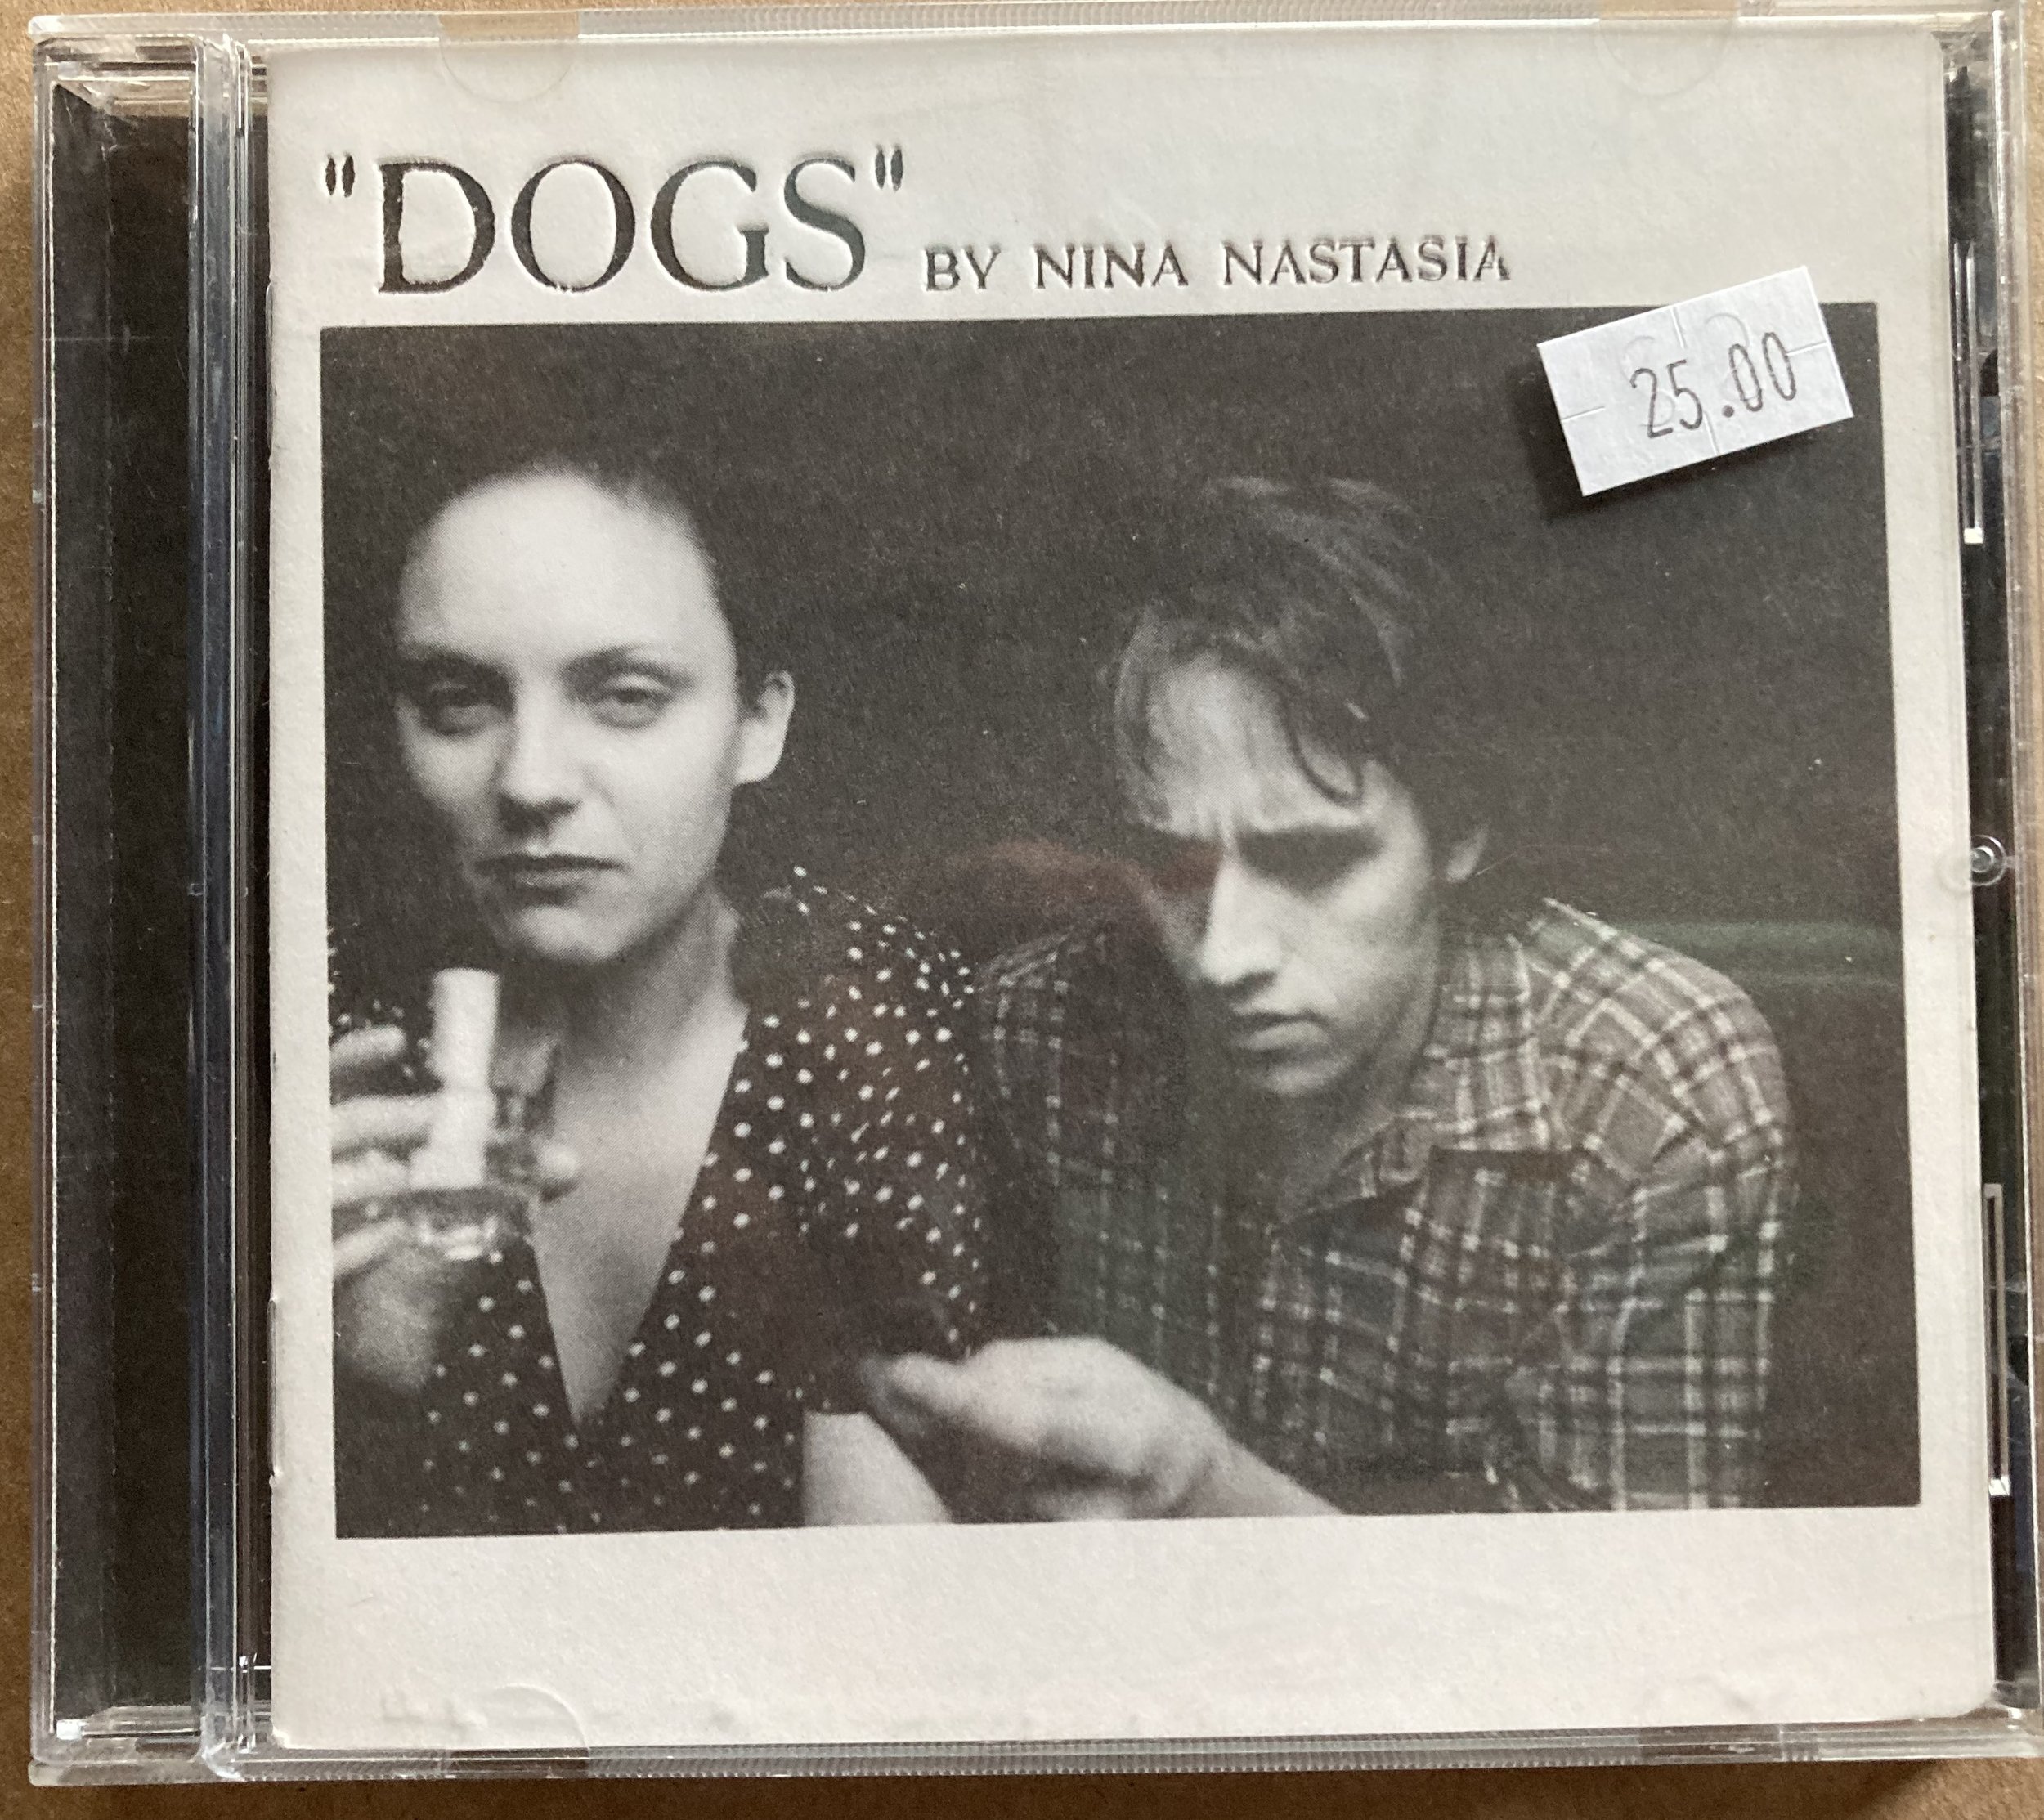 "DOGS" BY NINA NASTASIA
25.00